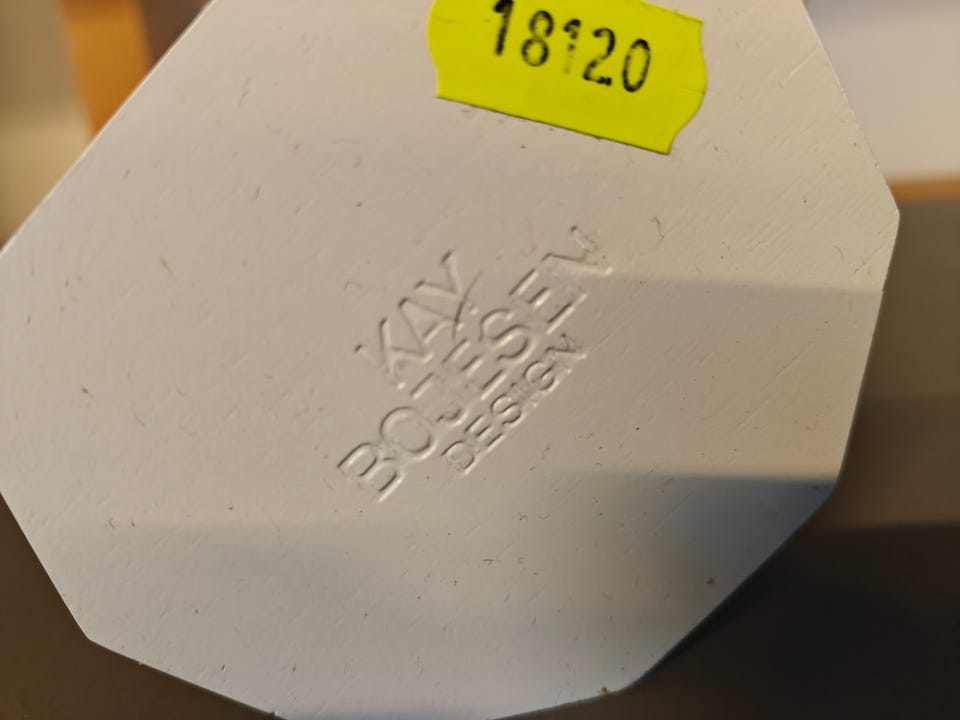 18120
KAY
BOJESEN
DESIGN